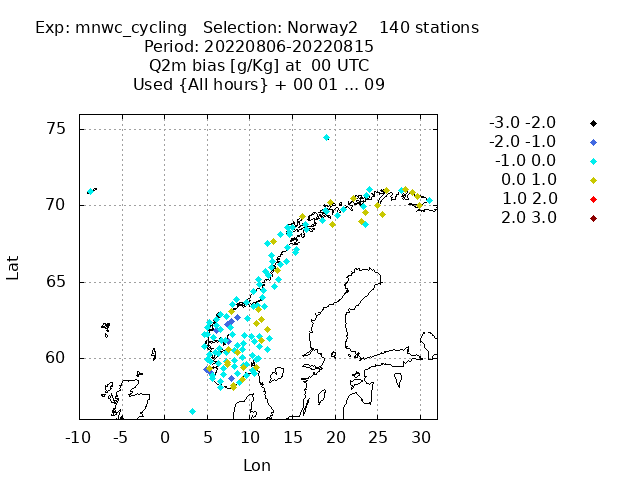 Exp: mnwc_cycling   Selection: Norway2    140 stations
Period: 20220806-20220815
Q2m bias [g/Kg] at  00 UTC
Used {All hours} + 00 01 ... 09
-3.0 -2.0
-2.0 -1.0
-1.0 0.0
0.0 1.0
1.0 2.0
2.0 3.0
75
70
65
60
Lat
-10 -5 0 5 10 15 20 25 30
Lon